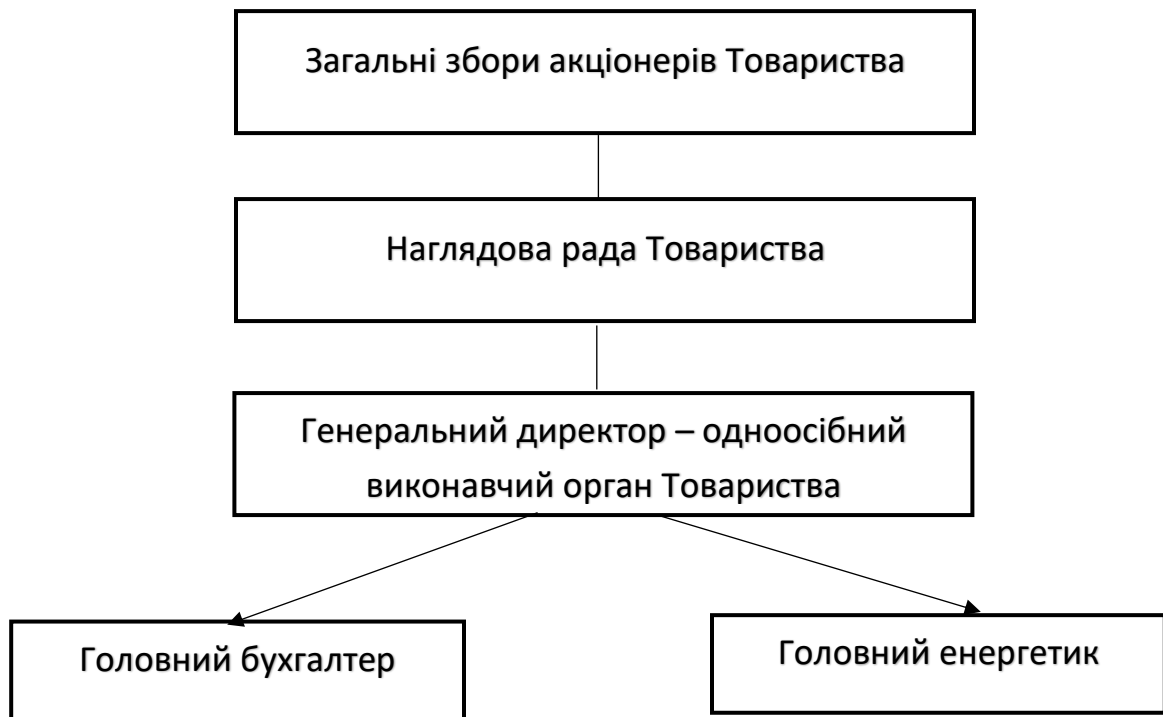 Загальні збори акціонерів Товариства
Наглядова рада Товариства
Генеральний директор – одноосібний
виконавчий орган Товариства
Головний бухгалтер
Головний енергетик